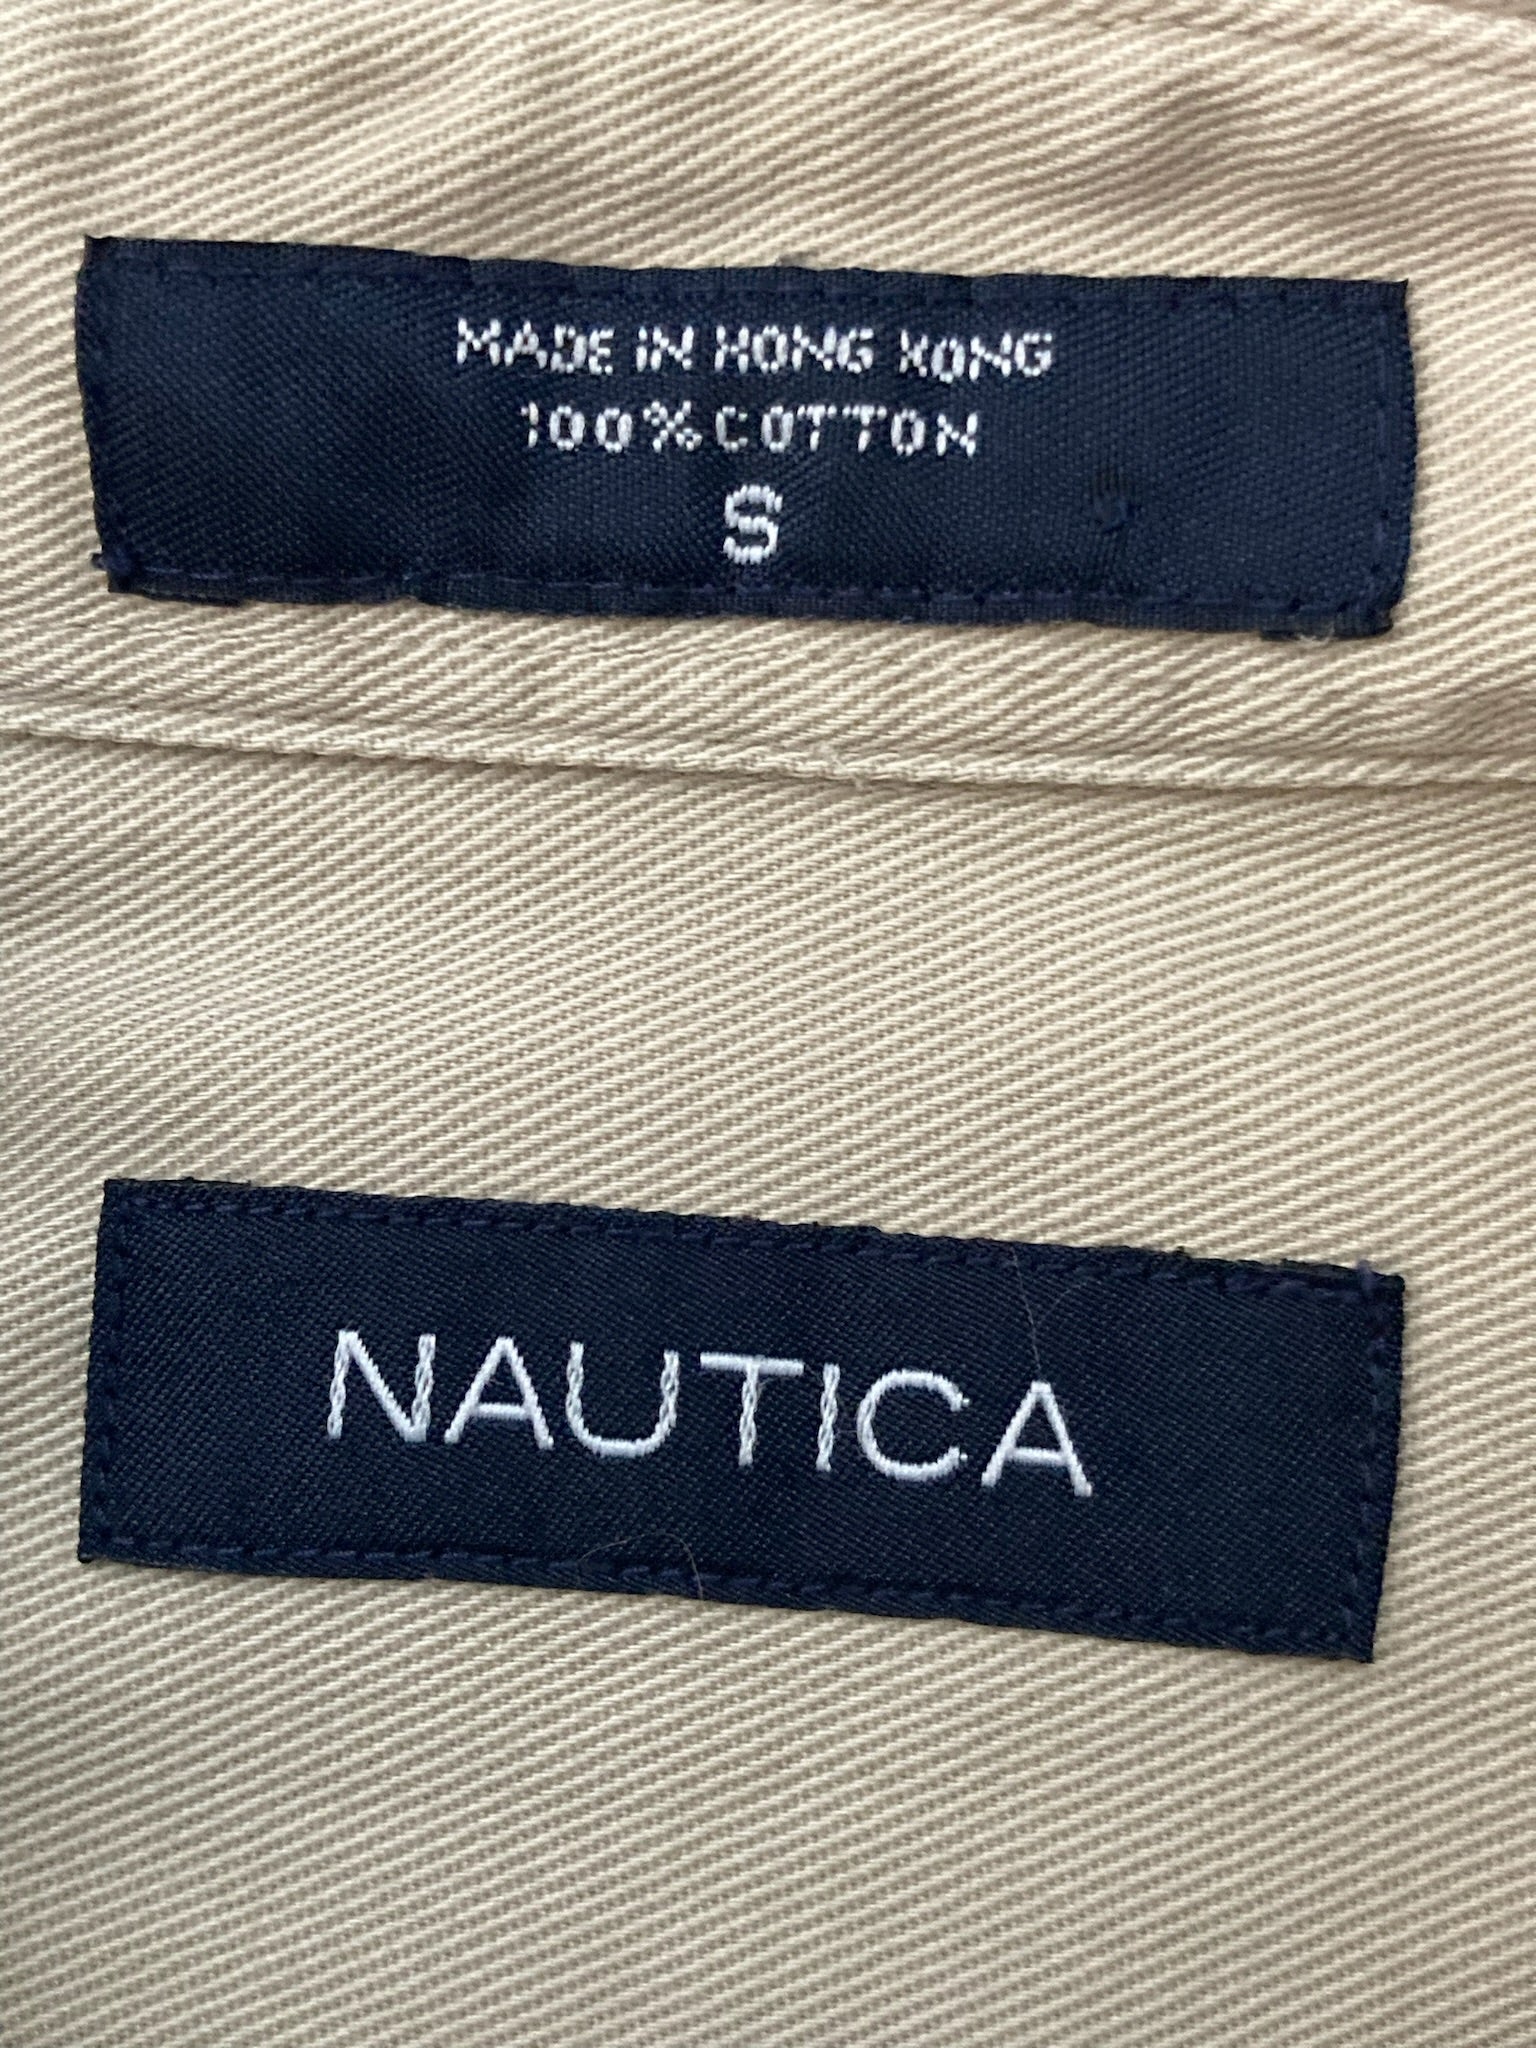 MADE IN HONG KONG
100% COTTON
S
NAUTICA